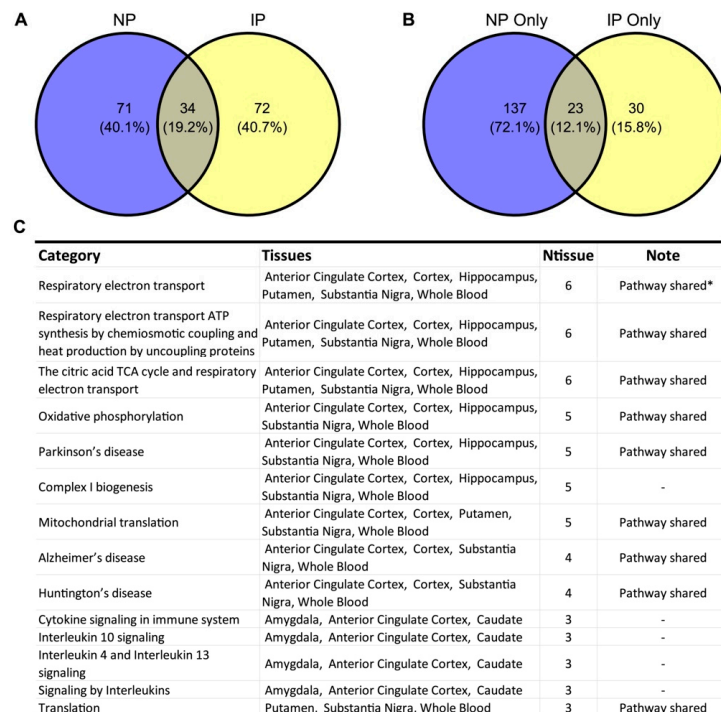 A
NP
IP
71
(40.1%)
34
(19.2%)
72
(40.7%)
B
NP Only
IP Only
137
(72.1%)
23
(12.1%)
30
(15.8%)
C
Category Tissues Ntissue Note
Respiratory electron transport
Anterior Cingulate Cortex, Cortex, Hippocampus,
Putamen, Substantia Nigra, Whole Blood
6
Pathway shared*
Respiratory electron transport ATP
synthesis by chemiosmotic coupling and
heat production by uncoupling proteins
Anterior Cingulate Cortex, Cortex, Hippocampus,
Putamen, Substantia Nigra, Whole Blood
6
Pathway shared
The citric acid TCA cycle and respiratory
electron transport
Anterior Cingulate Cortex, Cortex, Hippocampus,
Putamen, Substantia Nigra, Whole Blood
6
Pathway shared
Oxidative phosphorylation
Anterior Cingulate Cortex, Cortex, Hippocampus,
Substantia Nigra, Whole Blood
5
Pathway shared
Parkinson's disease
Anterior Cingulate Cortex, Cortex, Hippocampus,
Substantia Nigra, Whole Blood
5
Pathway shared
Complex I biogenesis
Anterior Cingulate Cortex, Cortex, Hippocampus,
Substantia Nigra, Whole Blood
5
-
Mitochondrial translation
Anterior Cingulate Cortex, Cortex, Putamen,
Substantia Nigra, Whole Blood
5
Pathway shared
Alzheimer's disease
Anterior Cingulate Cortex, Cortex, Substantia
Nigra, Whole Blood
4
Pathway shared
Huntington's disease
Anterior Cingulate Cortex, Cortex, Substantia
Nigra, Whole Blood
4
Pathway shared
Cytokine signaling in immune system Amygdala, Anterior Cingulate Cortex, Caudate 3 -
Interleukin 10 signaling Amygdala, Anterior Cingulate Cortex, Caudate 3 -
Interleukin 4 and Interleukin 13
signaling
Amygdala, Anterior Cingulate Cortex, Caudate
3
-
Signaling by Interleukins Amygdala, Anterior Cingulate Cortex, Caudate 3 -
Translation Putamen, Substantia Nigra, Whole Blood 3 Pathway shared